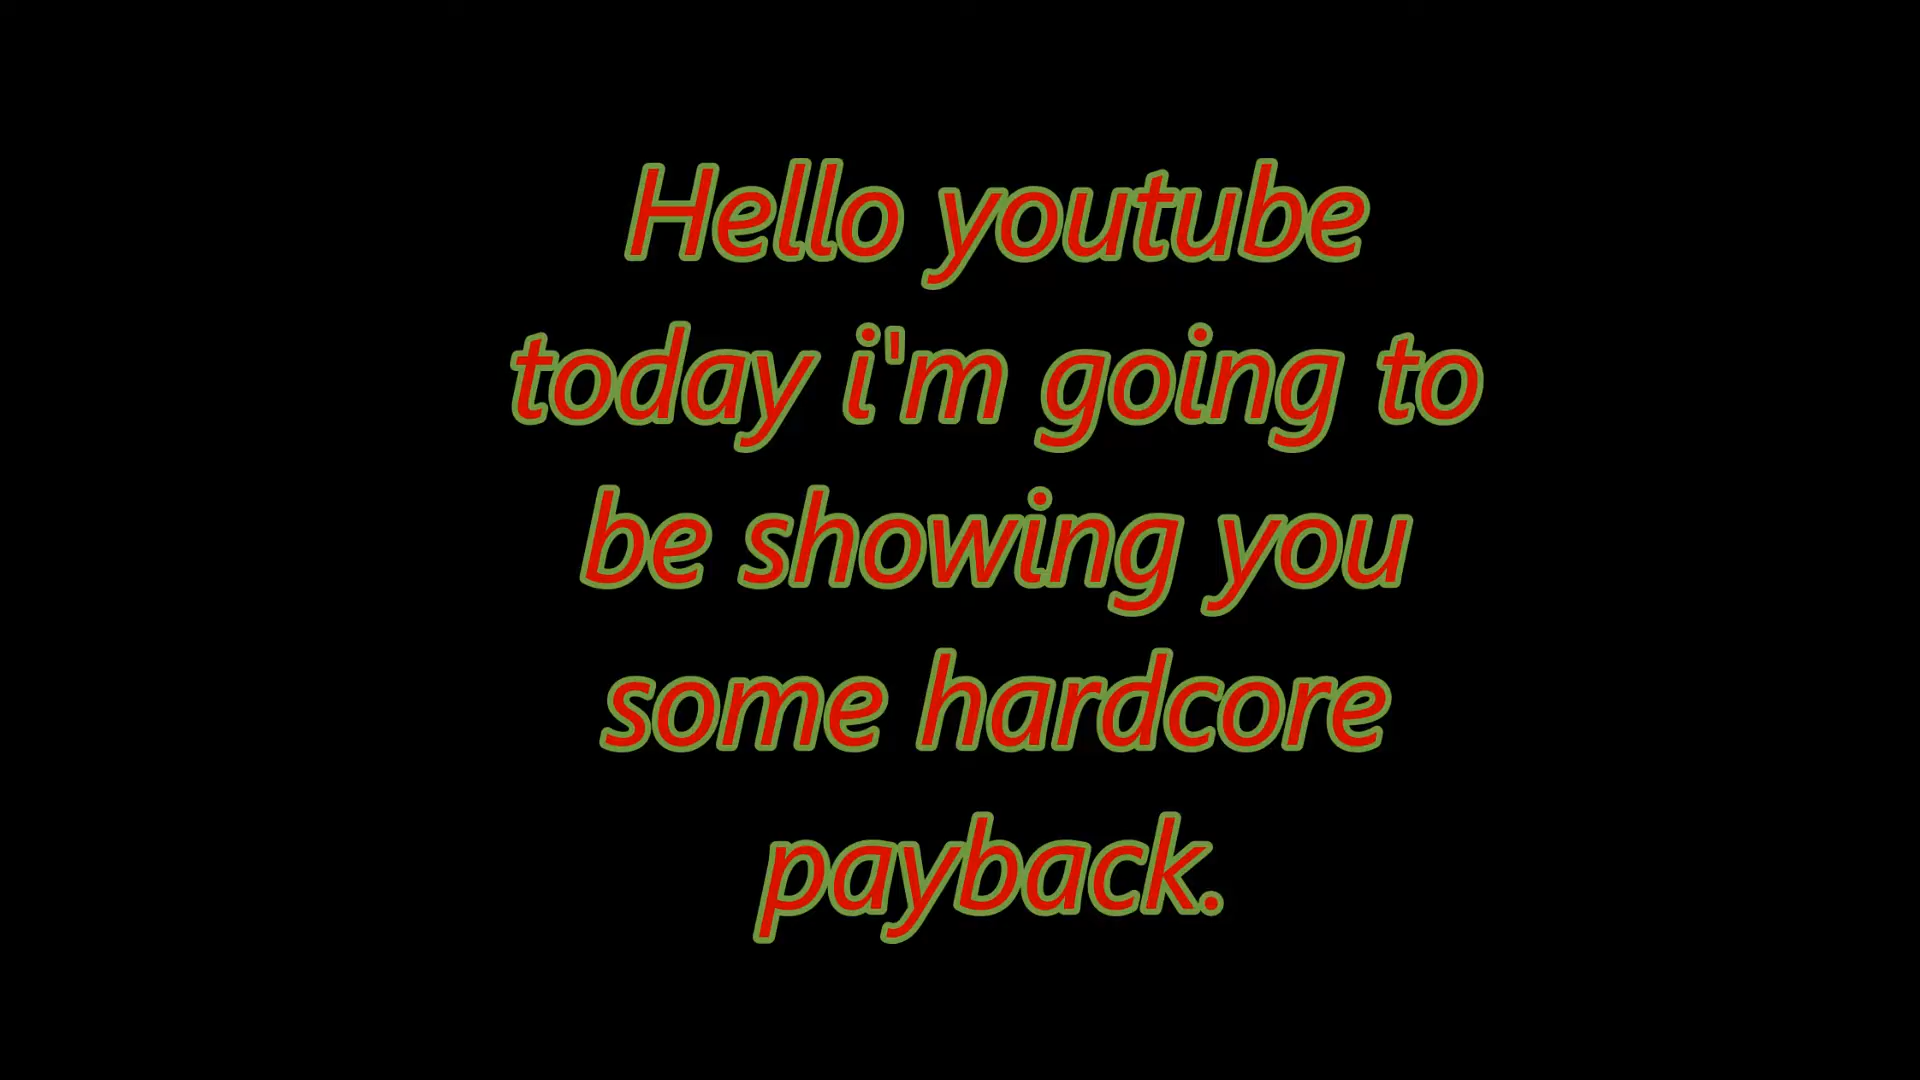 Hello youtube
today i'm going to
be showing you
some hardcore
payback.